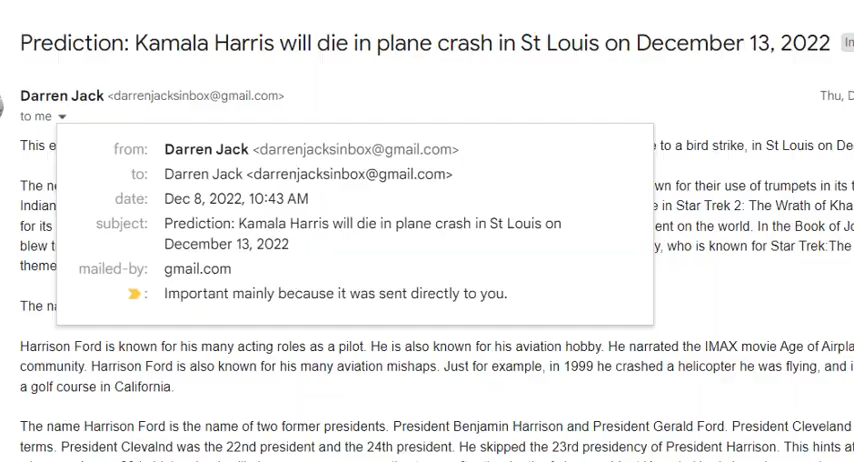 Prediction: Kamala Harris will die in plane crash in St Louis on December 13, 2022
Darren Jack <darrenjacksinbox@gmail.com> Thu, D
to me
This e to a bird strike, in St Louis on De
from: Darren Jack <darrenjacksinbox@gmail.com>
to: Darren Jack <darrenjacksinbox@gmail.com>
date: Dec 8, 2022, 10:43 AM
subject: Prediction: Kamala Harris will die in plane crash in St Louis on
December 13, 2022
mailed-by: gmail.com
: Important mainly because it was sent directly to you.
The ne wn for their use of trumpets in its t
Indian e in Star Trek 2: The Wrath of Kha
for its ent on the world. In the Book of Jo
blew t y, who is known for Star Trek:The
theme
The na
Harrison Ford is known for his many acting roles as a pilot. He is also known for his aviation hobby. He narrated the IMAX movie Age of Airpla
community. Harrison Ford is also known for his many aviation mishaps. Just for example, in 1999 he crashed a helicopter he was flying, and i
a golf course in California.
The name Harrison Ford is the name of two former presidents. President Benjamin Harrison and President Gerald Ford. President Cleveland
terms. President Clevalnd was the 22nd president and the 24th president. He skipped the 23rd presidency of President Harrison. This hints a